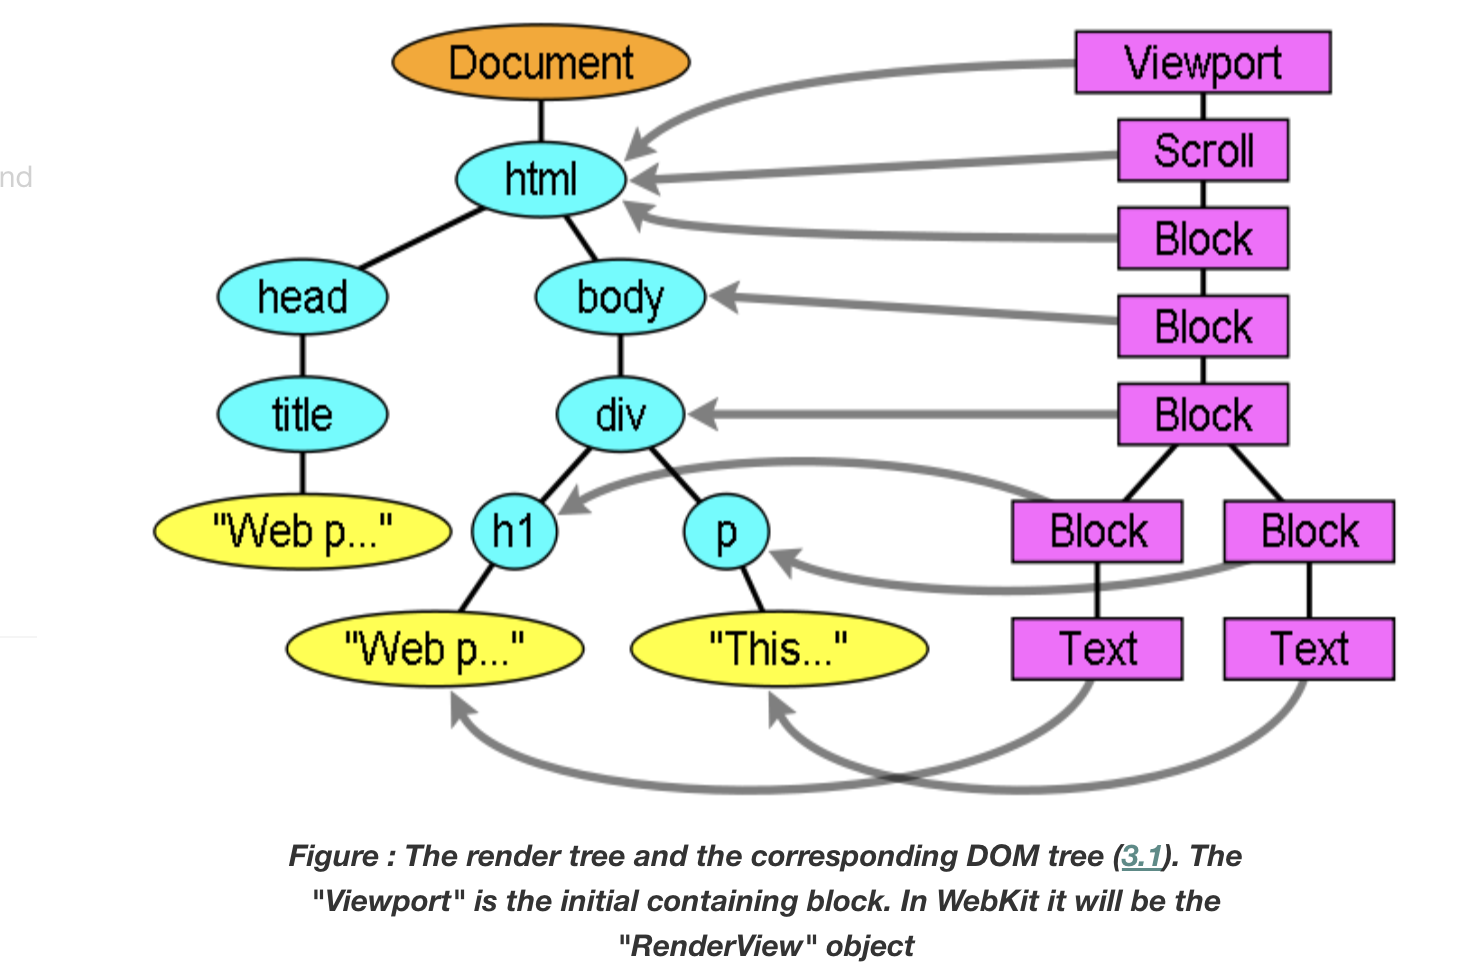 Document
Viewport
html
Scroll
nd
Block
head
body
Block
title
div
Block
"Web p..."
h1
p
Block
Block
"Web p..."
"This..."
Text
Text
Figure : The render tree and the corresponding DOM tree (3.1). The
"Viewport" is the initial containing block. In WebKit it will be the
"RenderView" object